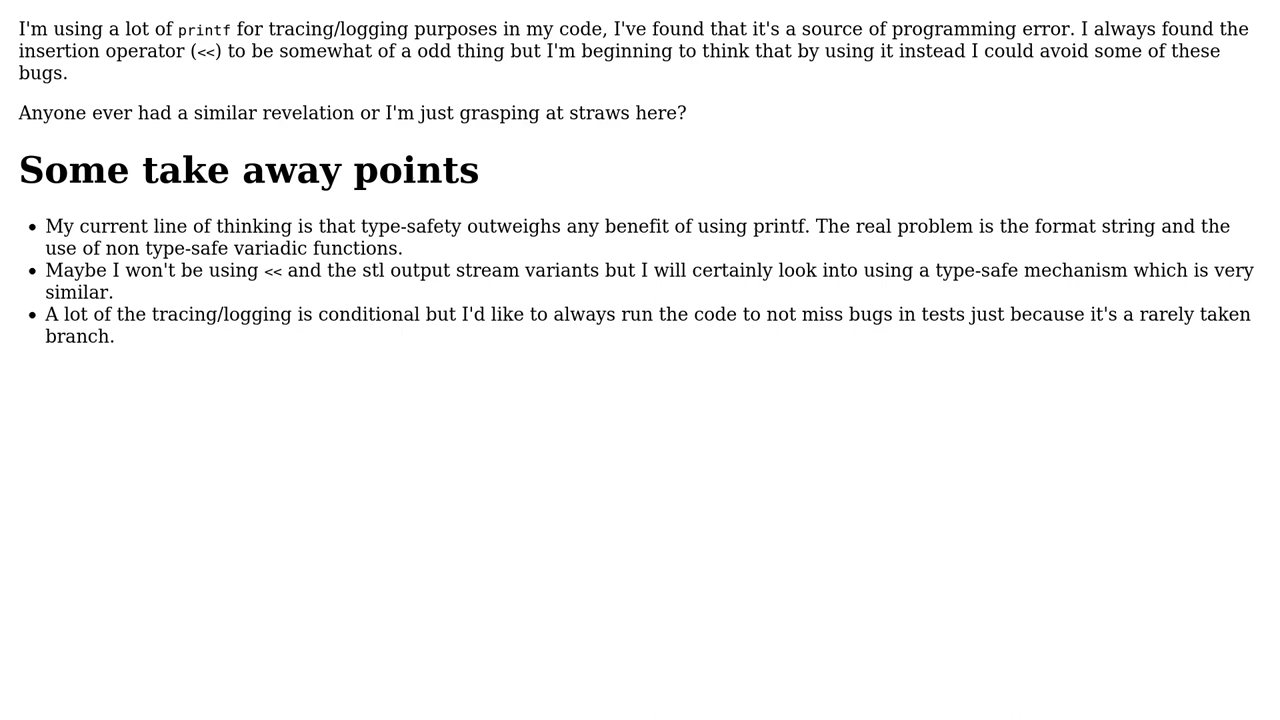 I'm using a lot of printf for tracing/logging purposes in my code, I've found that it's a source of programming error. I always found the
insertion operator (<<) to be somewhat of a odd thing but I'm beginning to think that by using it instead I could avoid some of these
bugs.
Anyone ever had a similar revelation or I'm just grasping at straws here?
Some take away points
• My current line of thinking is that type-safety outweighs any benefit of using printf. The real problem is the format string and the
use of non type-safe variadic functions.
• Maybe I won't be using << and the stl output stream variants but I will certainly look into using a type-safe mechanism which is very
similar.
• A lot of the tracing/logging is conditional but I'd like to always run the code to not miss bugs in tests just because it's a rarely taken
branch.